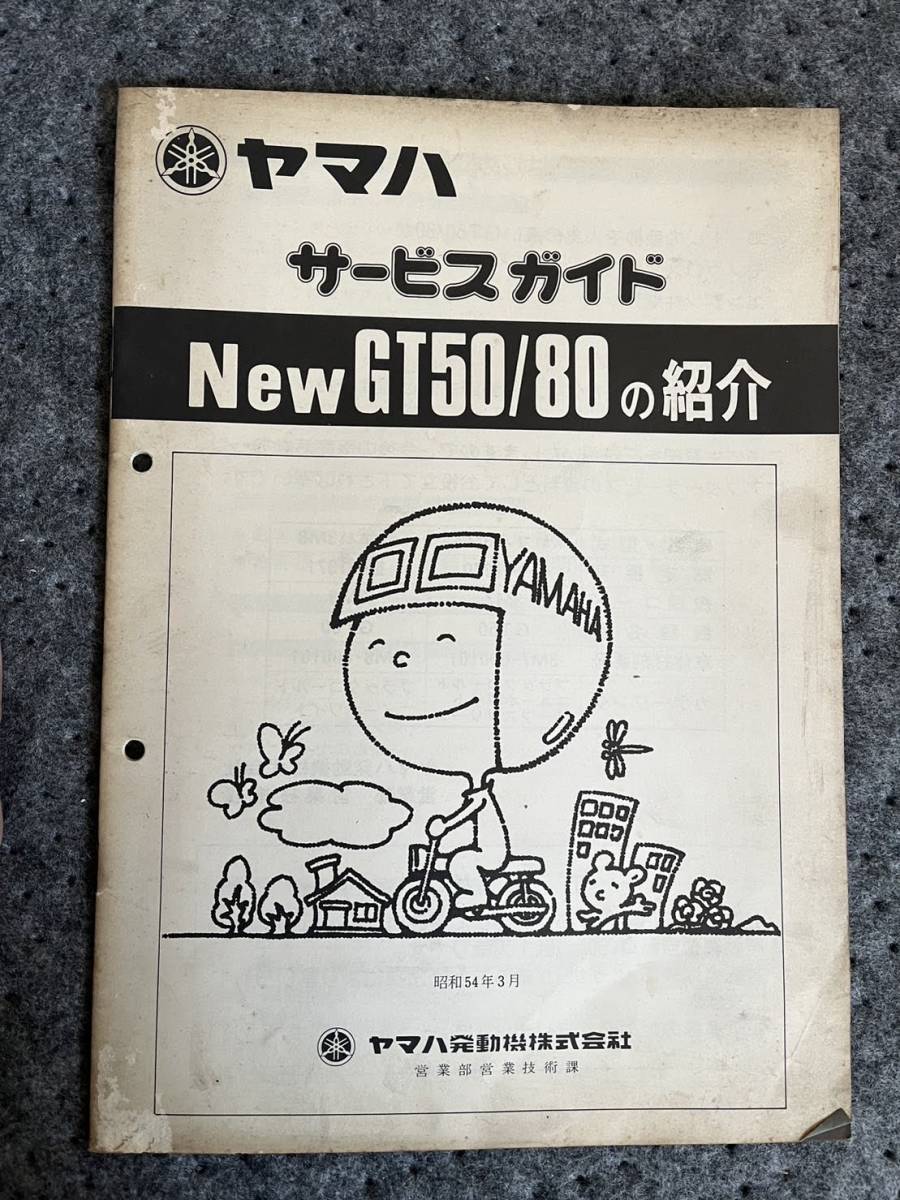 ヤマハ
サービスガイド
New GT50/80の紹介
YAMAHA
昭和54年3月
ヤマハ発動機株式会社
営業部営業技術課